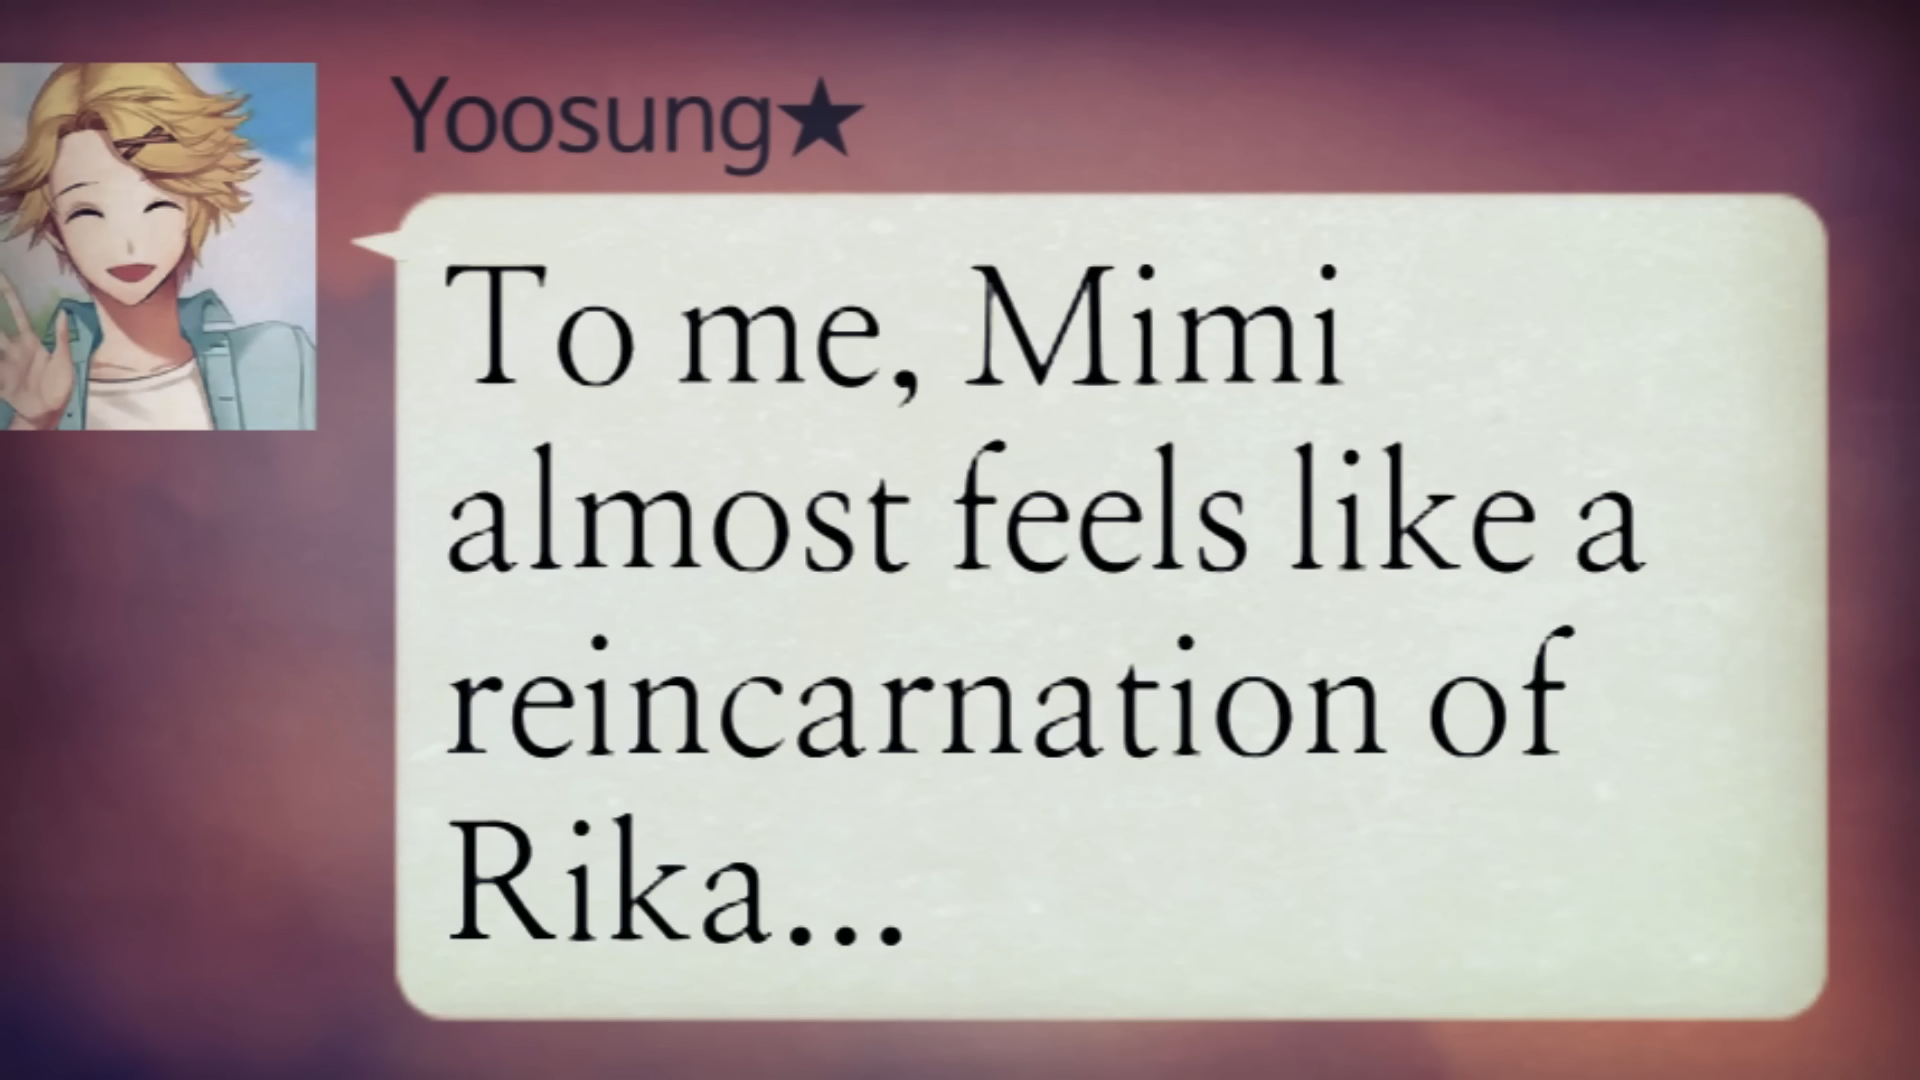 Yoosung★
To me, Mimi
almost feels like a
reincarnation of
Rika...